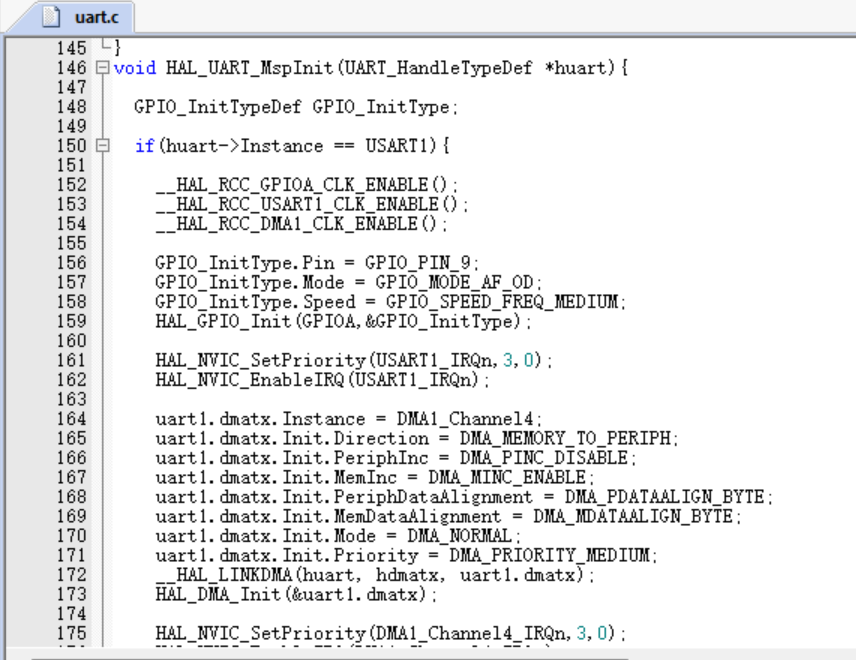 uart.c
145 }
146 void HAL_UART_MspInit(UART_HandleTypeDef *huart){
147
148 GPIO_InitTypeDef GPIO_InitType;
149
150 if(huart->Instance == USART1){
151
152 __HAL_RCC_GPIOA_CLK_ENABLE();
153 __HAL_RCC_USART1_CLK_ENABLE();
154 __HAL_RCC_DMA1_CLK_ENABLE();
155
156 GPIO_InitType.Pin = GPIO_PIN_9;
157 GPIO_InitType.Mode = GPIO_MODE_AF_OD;
158 GPIO_InitType.Speed = GPIO_SPEED_FREQ_MEDIUM;
159 HAL_GPIO_Init(GPIOA,&GPIO_InitType);
160
161 HAL_NVIC_SetPriority(USART1_IRQn,3,0);
162 HAL_NVIC_EnableIRQ(USART1_IRQn);
163
164 uart1.dmatx.Instance = DMA1_Channel4;
165 uart1.dmatx.Init.Direction = DMA_MEMORY_TO_PERIPH;
166 uart1.dmatx.Init.PeriphInc = DMA_PINC_DISABLE;
167 uart1.dmatx.Init.MemInc = DMA_MINC_ENABLE;
168 uart1.dmatx.Init.PeriphDataAlignment = DMA_PDATAALIGN_BYTE;
169 uart1.dmatx.Init.MemDataAlignment = DMA_MDATAALIGN_BYTE;
170 uart1.dmatx.Init.Mode = DMA_NORMAL;
171 uart1.dmatx.Init.Priority = DMA_PRIORITY_MEDIUM;
172 __HAL_LINKDMA(huart, hdmatx, uart1.dmatx);
173 HAL_DMA_Init(&uart1.dmatx);
174
175 HAL_NVIC_SetPriority(DMA1_Channel4_IRQn,3,0);